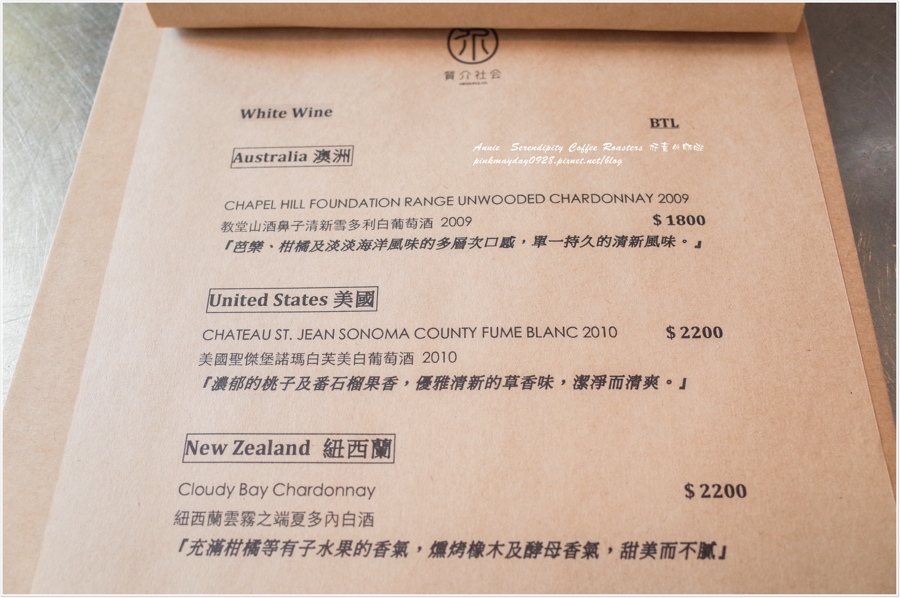 質介社会
White Wine
BTL
Annie Serendipity Coffee Roasters
pinkmayday0928.pixnet.net/blog
Australia 澳洲
CHAPEL HILL FOUNDATION RANGE UNWOODED CHARDONNAY 2009
教堂山酒鼻子清新雪多利白葡萄酒 2009 $ 1800
『芭樂、柑橘及淡淡海洋風味的多層次口感，單一持久的清新風味。』
United States 美國
CHATEAU ST. JEAN SONOMA COUNTY FUME BLANC 2010 $ 2200
美國聖傑堡諾瑪白芙美白葡萄酒 2010
『濃郁的桃子及番石榴果香，優雅清新的草香味，潔淨而清爽。』
New Zealand 紐西蘭
Cloudy Bay Chardonnay $ 2200
紐西蘭雲霧之端夏多內白酒
『充滿柑橘等有子水果的香氣，燻烤橡木及酵母香氣，甜美而不膩』